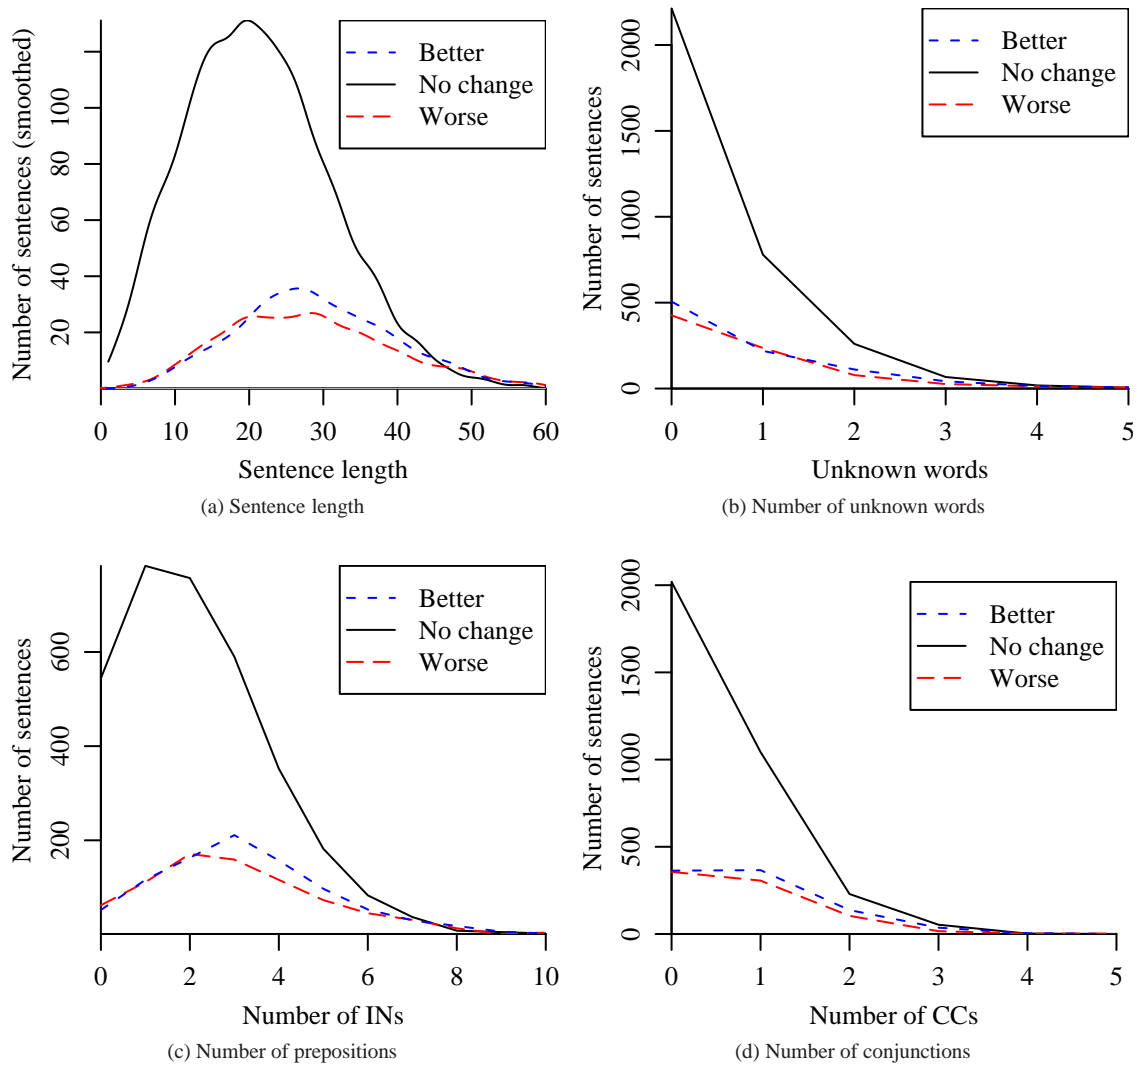 Number of sentences (smoothed)
20
40
60
80
100
Better
No change
Worse
0 10 20 30 40 50 60
Sentence length
(a) Sentence length
Number of sentences
0
500
1000
1500
2000
Better
No change
Worse
0 1 2 3 4 5
Unknown words
(b) Number of unknown words
Number of sentences
200
400
600
Better
No change
Worse
0 2 4 6 8 10
Number of INs
(c) Number of prepositions
Number of sentences
0
500
1000
1500
2000
Better
No change
Worse
0 1 2 3 4 5
Number of CCs
(d) Number of conjunctions